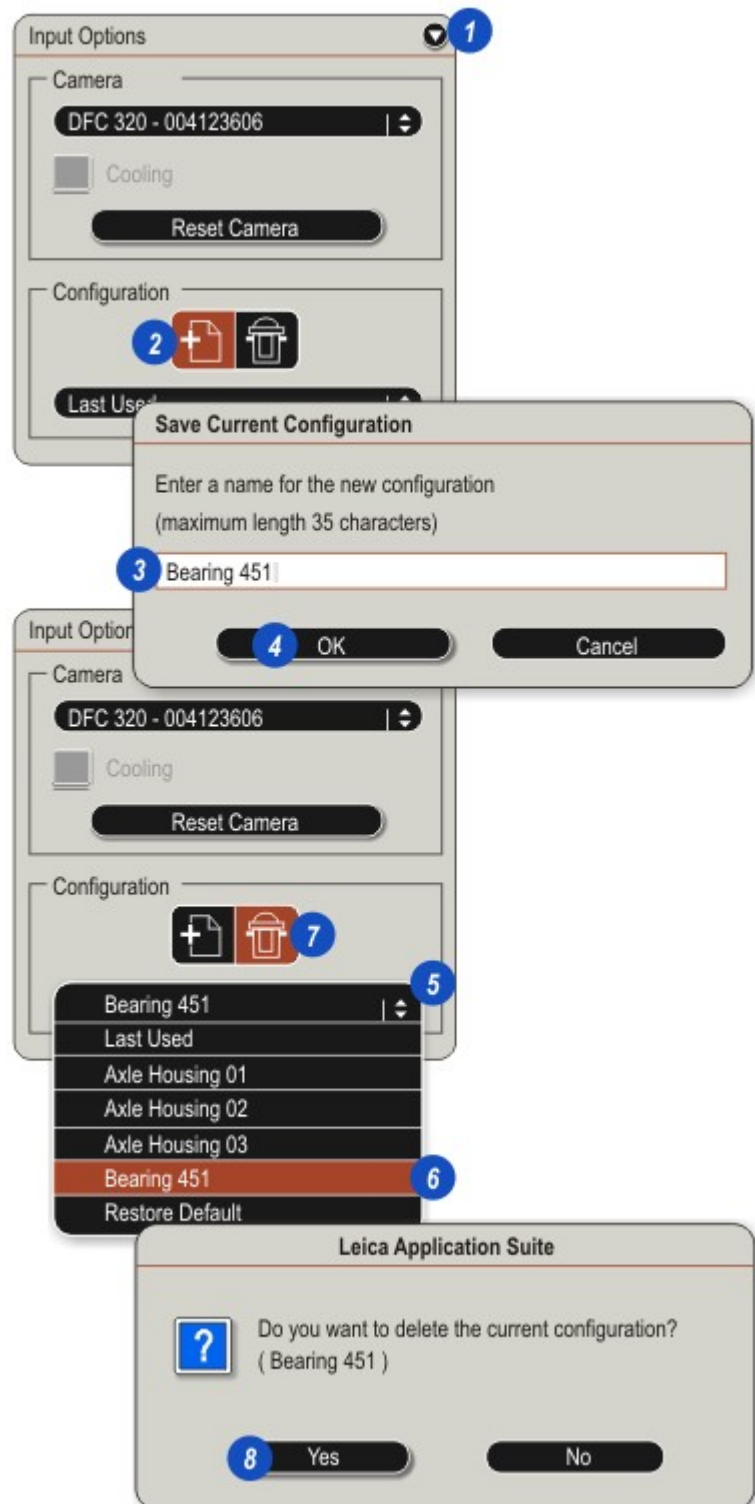 Input Options
1
Camera
DFC 320 - 004123606
Cooling
Reset Camera
Configuration
2
Last Used
Save Current Configuration
Enter a name for the new configuration
(maximum length 35 characters)
3
Bearing 451
4
OK
Cancel
Input Option
Camera
DFC 320 - 004123606
Cooling
Reset Camera
Configuration
7
5
Bearing 451
Last Used
Axle Housing 01
Axle Housing 02
Axle Housing 03
Bearing 451
6
Restore Default
Leica Application Suite
?
Do you want to delete the current configuration?
( Bearing 451 )
8
Yes
No